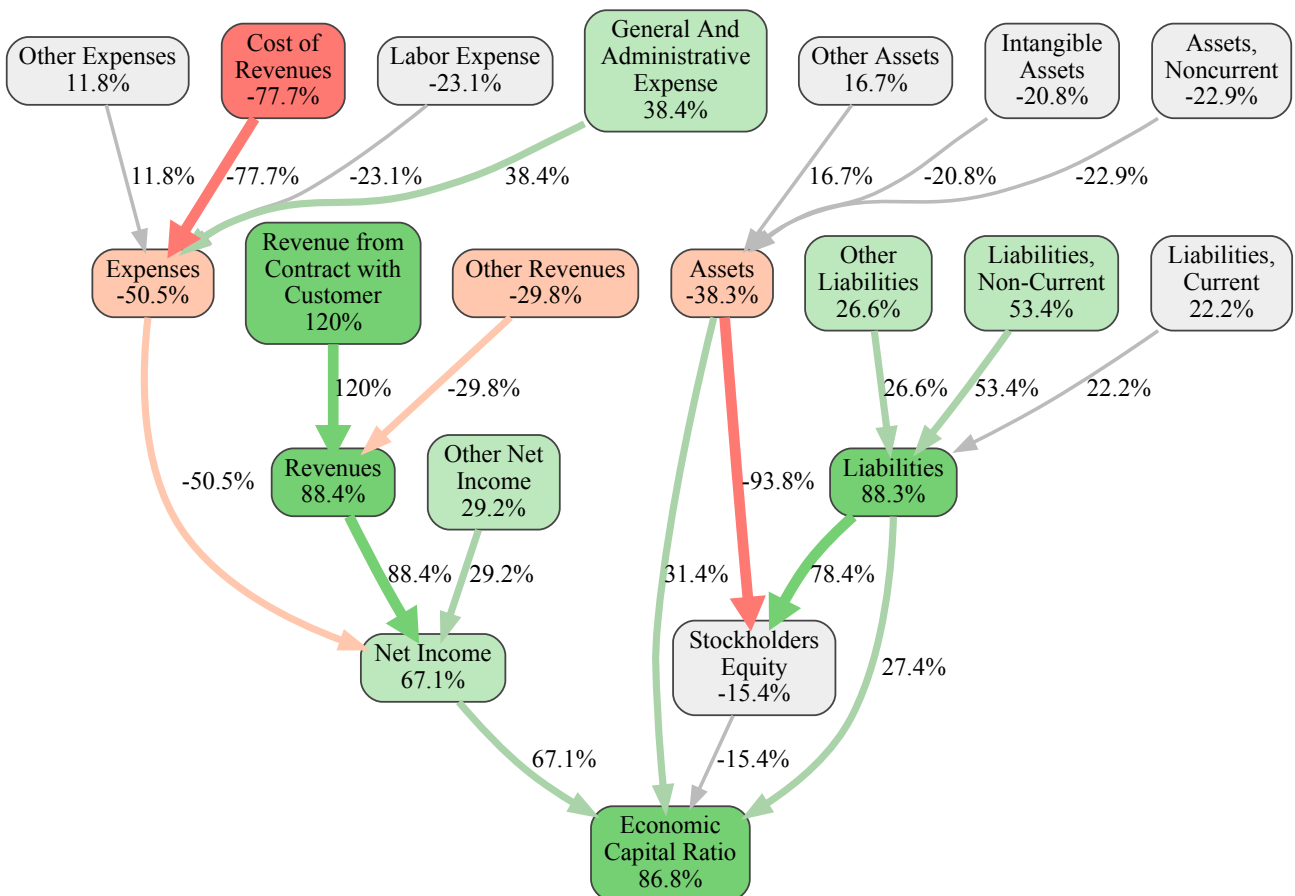 Other Expenses
11.8%
Cost of
Revenues
-77.7%
Labor Expense
-23.1%
General And
Administrative
Expense
38.4%
Other Assets
16.7%
Intangible
Assets
-20.8%
Assets,
Noncurrent
-22.9%
11.8%
-77.7%
-23.1%
38.4%
16.7%
-20.8%
-22.9%
Expenses
-50.5%
Revenue from
Contract with
Customer
120%
Other Revenues
-29.8%
Assets
-38.3%
Other
Liabilities
26.6%
Liabilities,
Non-Current
53.4%
Liabilities,
Current
22.2%
120%
-29.8%
26.6%
53.4%
22.2%
-50.5%
Revenues
88.4%
Other Net
Income
29.2%
-93.8%
Liabilities
88.3%
88.4%
29.2%
31.4%
78.4%
Net Income
67.1%
Stockholders
Equity
-15.4%
27.4%
67.1%
-15.4%
Economic
Capital Ratio
86.8%